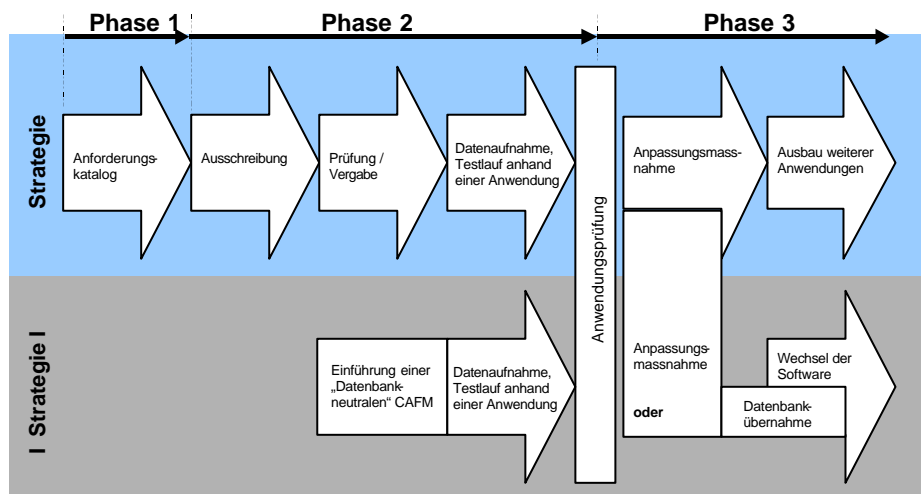 Phase 1
Phase 2
Phase 3
Strategie
Anforderungs-
katalog
Ausschreibung
Prüfung /
Vergabe
Datenaufnahme,
Testlauf anhand
einer Anwendung
Anwendungsprüfung
Anpassungsmass-
nahme
Ausbau weiterer
Anwendungen
I Strategie I
Einführung einer
„Datenbank-
neutralen“ CAFM
Datenaufnahme,
Testlauf anhand
einer Anwendung
Anpassungs-
massnahme
oder
Wechsel der
Software
Datenbank-
übernahme